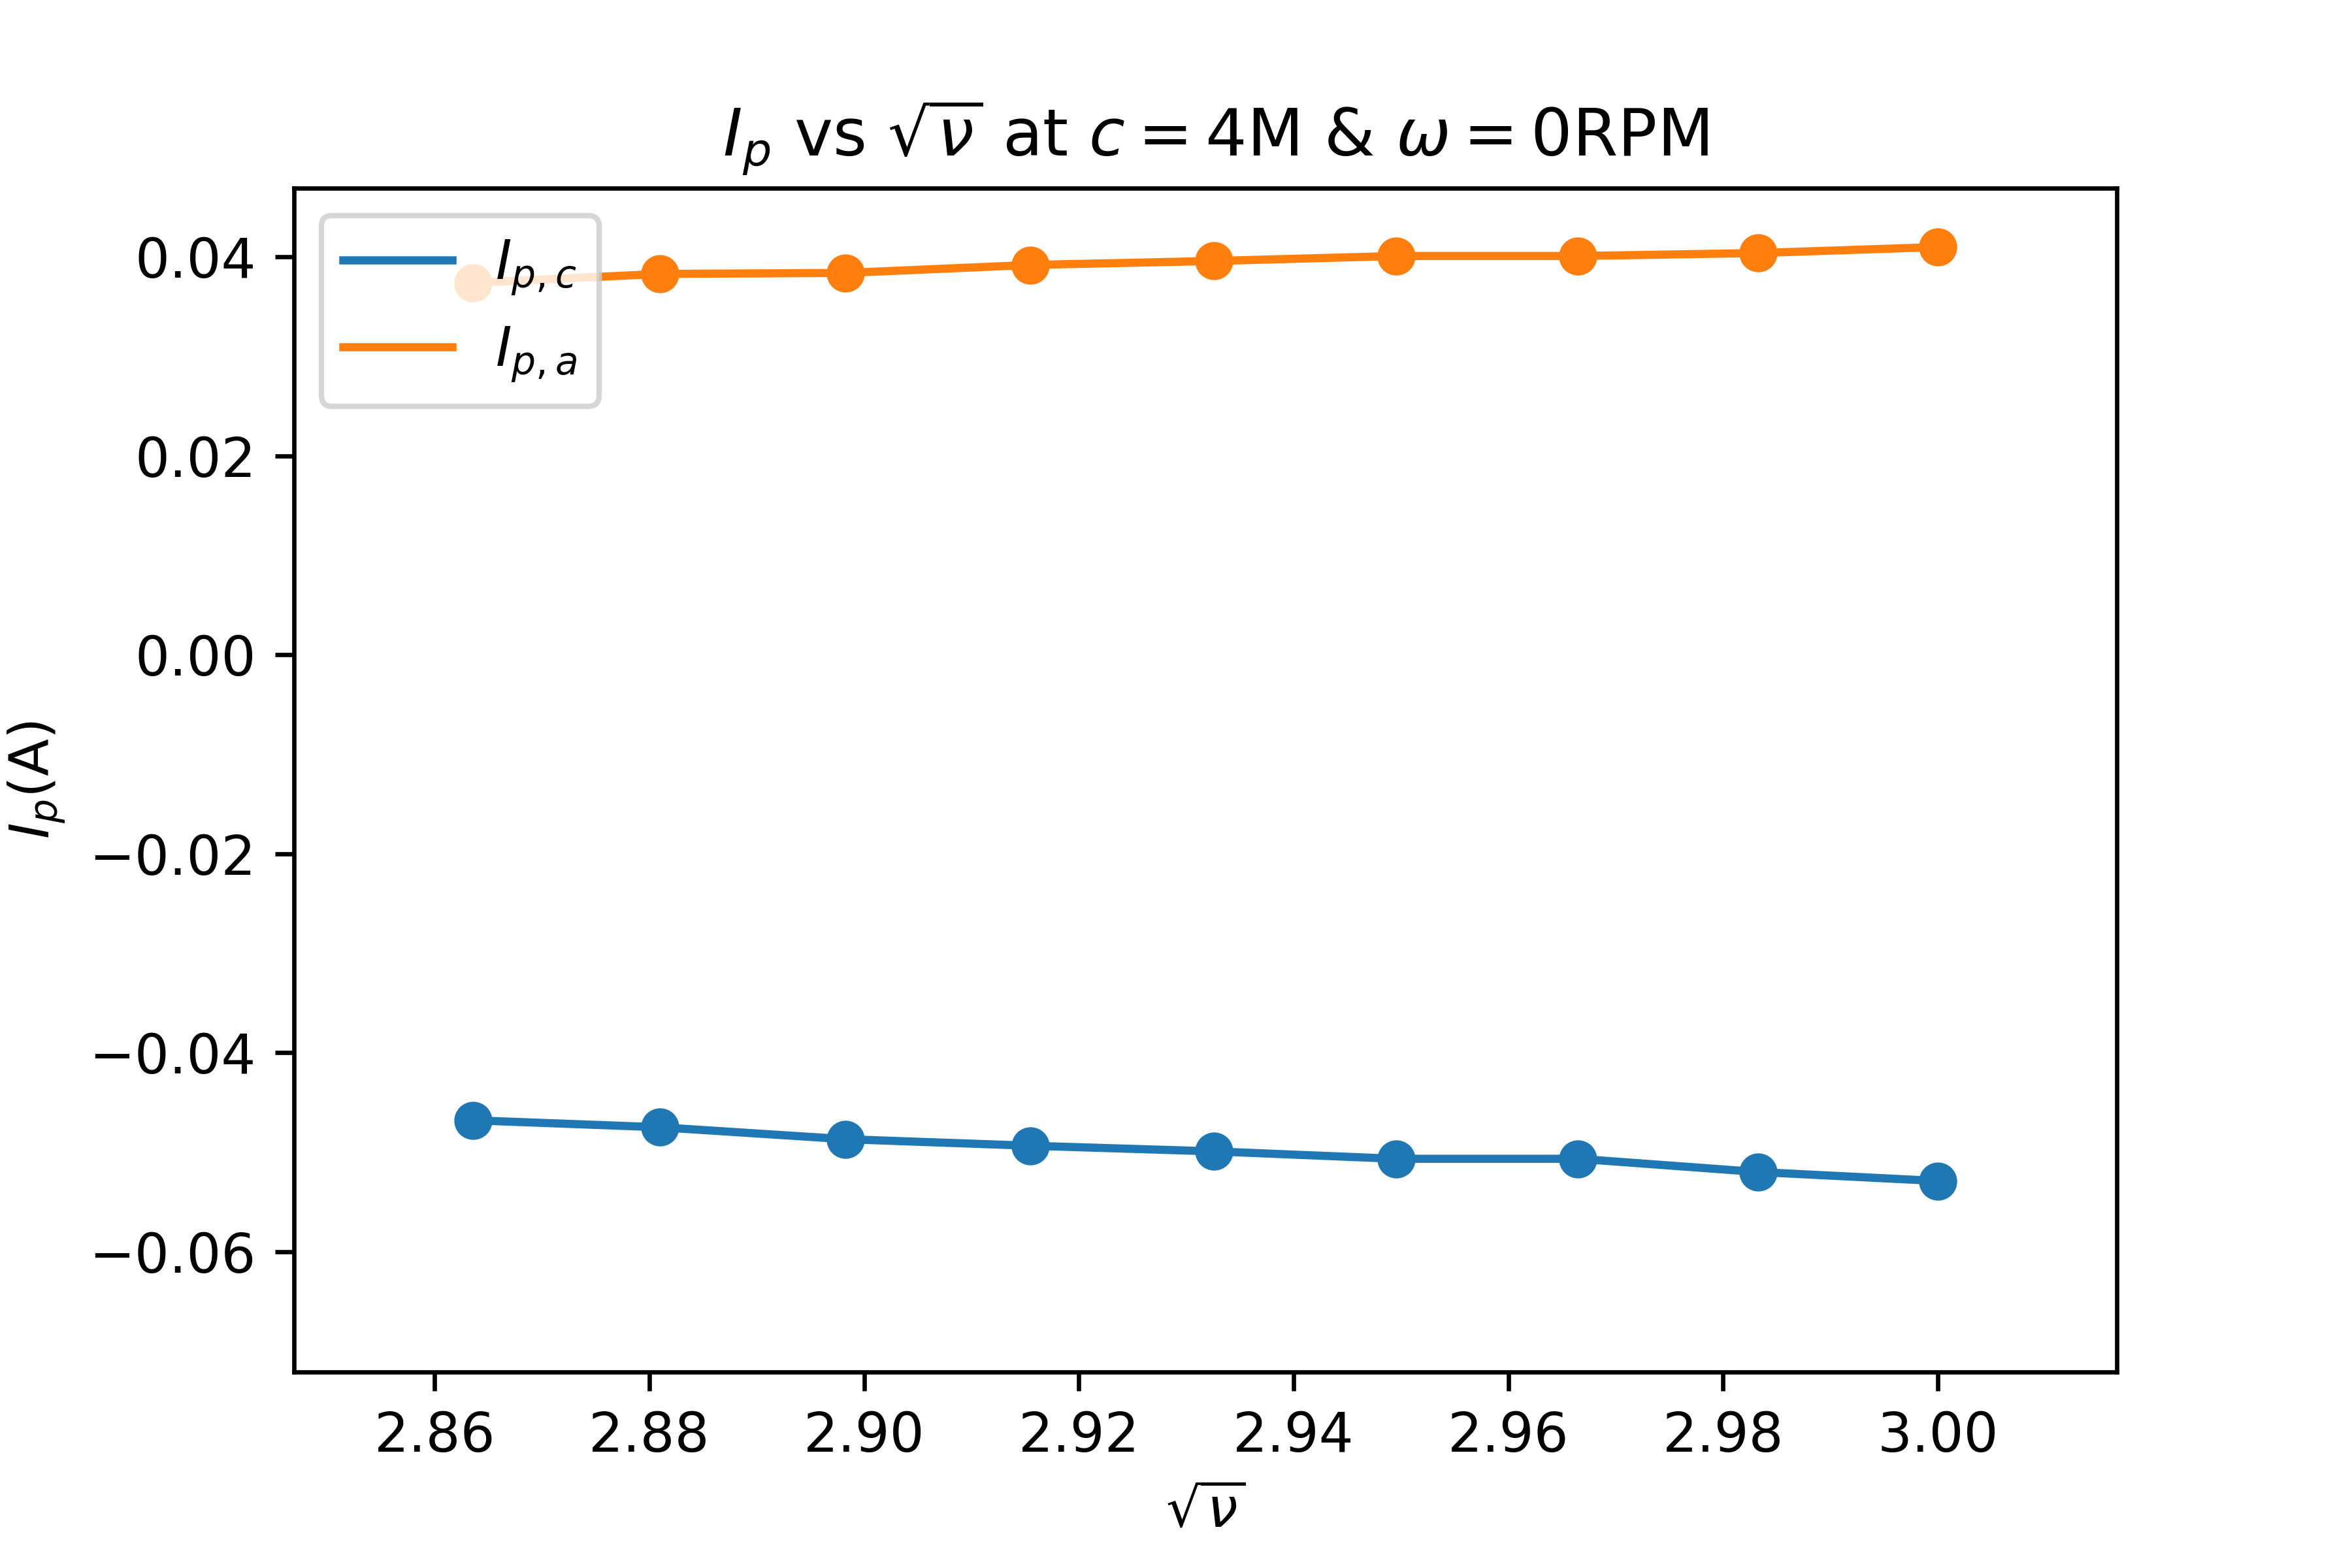 I_p vs √ν at c = 4M & ω = 0RPM
I_{p, c}
I_{p, a}
0.04
0.02
0.00
−0.02
−0.04
−0.06
I_p(A)
2.86 2.88 2.90 2.92 2.94 2.96 2.98 3.00
√ν